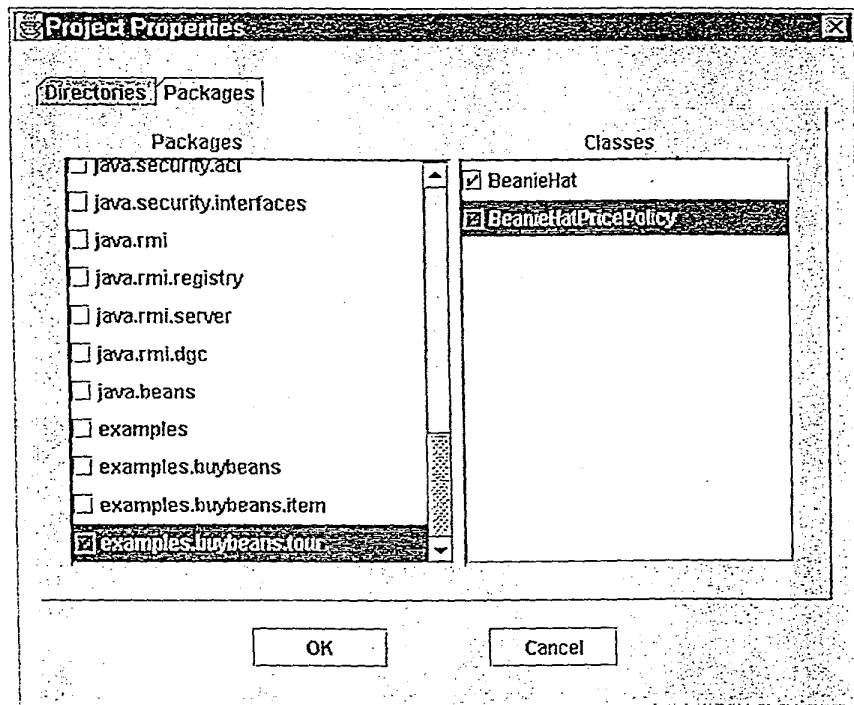 Project Properties
Directories Packages
Packages
Classes
java.security.acl
java.security.interfaces
java.rmi
java.rmi.registry
java.rmi.server
java.rmi.dgc
java.beans
examples
examples.buybeans
examples.buybeans.item
examples.buybeans.tour
BeanieHat
BeanieHatPricePolicy
OK
Cancel